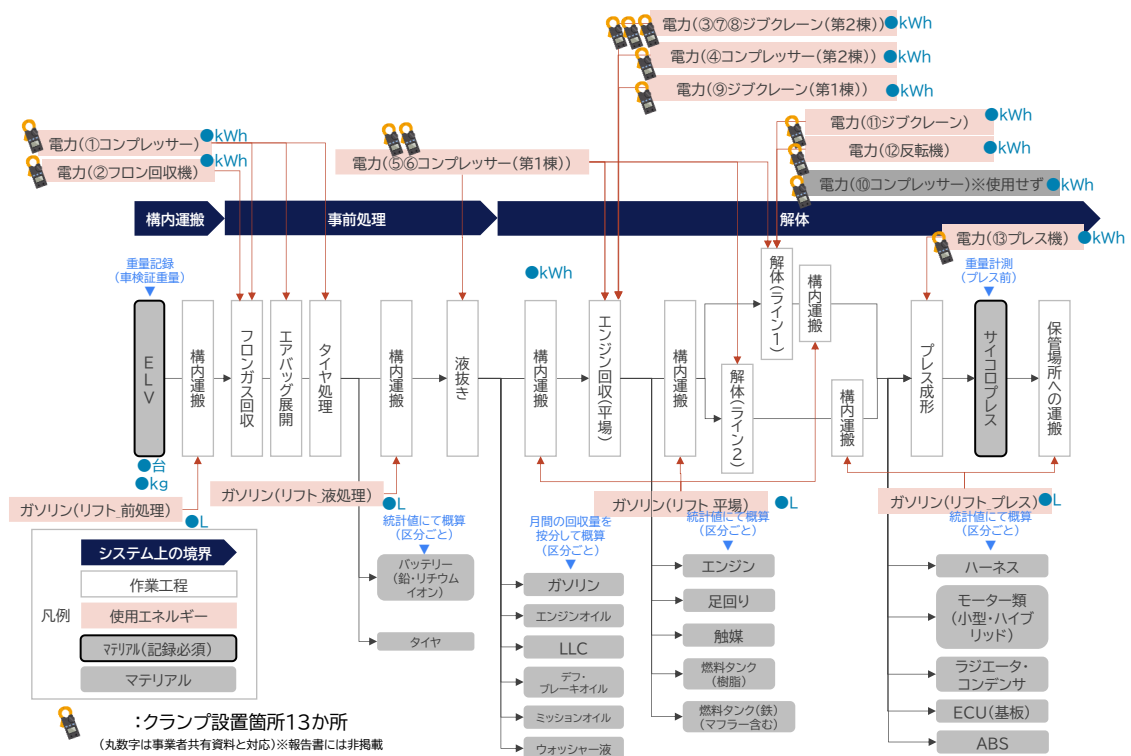 電力(③⑦⑧ジブクレーン(第2棟))
●kWh
電力(④コンプレッサー(第2棟))
●kWh
電力(⑨ジブクレーン(第1棟))
●kWh
電力(①コンプレッサー)
●kWh
電力(②フロン回収機)
●kWh
電力(⑤⑥コンプレッサー(第1棟))
電力(⑪ジブクレーン)
●kWh
電力(⑫反転機)
●kWh
電力(⑩コンプレッサー)※使用せず
●kWh
構内運搬
事前処理
解体
電力(⑬プレス機)
●kWh
重量記録
(車検証重量)
●kWh
重量計測
(プレス前)
ELV
構内運搬
フロンガス回収
エアバッグ展開
タイヤ処理
構内運搬
液抜き
構内運搬
エンジン回収(平場)
構内運搬
解体(ライン1)
解体(ライン2)
構内運搬
構内運搬
プレス成形
サイコロプレス
保管場所への運搬
●台
●kg
ガソリン(リフト_前処理)
●L
ガソリン(リフト_液処理)
●L
ガソリン(リフト_平場)
●L
ガソリン(リフト_プレス)
●L
統計値にて概算
(区分ごと)
バッテリー
(鉛・リチウム
イオン)
タイヤ
月間の回収量を
按分して概算
(区分ごと)
ガソリン
エンジンオイル
LLC
デフ・
ブレーキオイル
ミッションオイル
ウォッシャー液
統計値にて概算
(区分ごと)
エンジン
足回り
触媒
燃料タンク
(樹脂)
燃料タンク(鉄)
(マフラー含む)
統計値にて概算
(区分ごと)
ハーネス
モーター類
(小型・ハイブ
リッド)
ラジエータ・
コンデンサ
ECU(基板)
ABS
凡例
システム上の境界
作業工程
使用エネルギー
マテリアル(記録必須)
マテリアル
:クランプ設置箇所13か所
(丸数字は事業者共有資料と対応)※報告書には非掲載